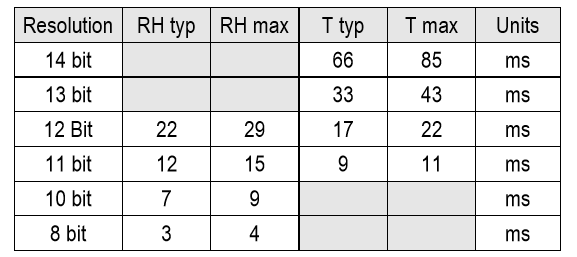 Resolution RH typ RH max T typ T max Units
14 bit 66 85 ms
13 bit 33 43 ms
12 Bit 22 29 17 22 ms
11 bit 12 15 9 11 ms
10 bit 7 9 ms
8 bit 3 4 ms